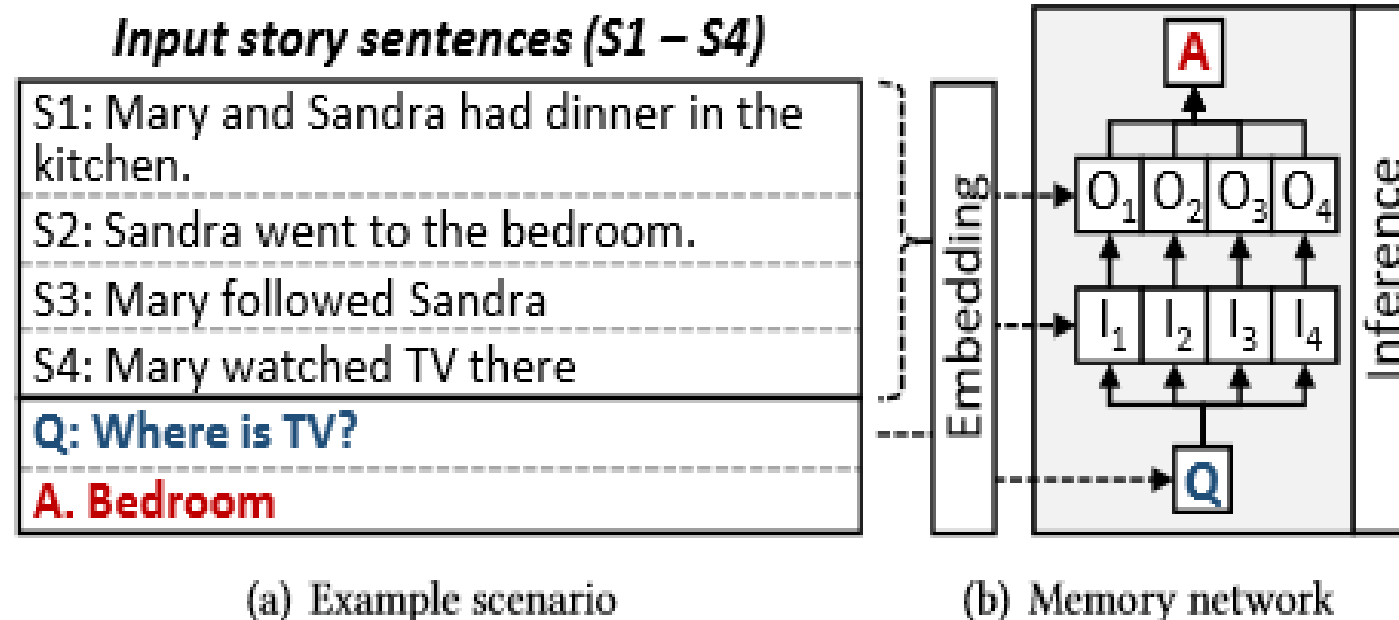 Input story sentences (S1 – S4)
S1: Mary and Sandra had dinner in the
kitchen.
S2: Sandra went to the bedroom.
S3: Mary followed Sandra
S4: Mary watched TV there
Q: Where is TV?
A. Bedroom
(a) Example scenario
Embedding
A
O1 O2 O3 O4
I1 I2 I3 I4
Q
Inference
(b) Memory network